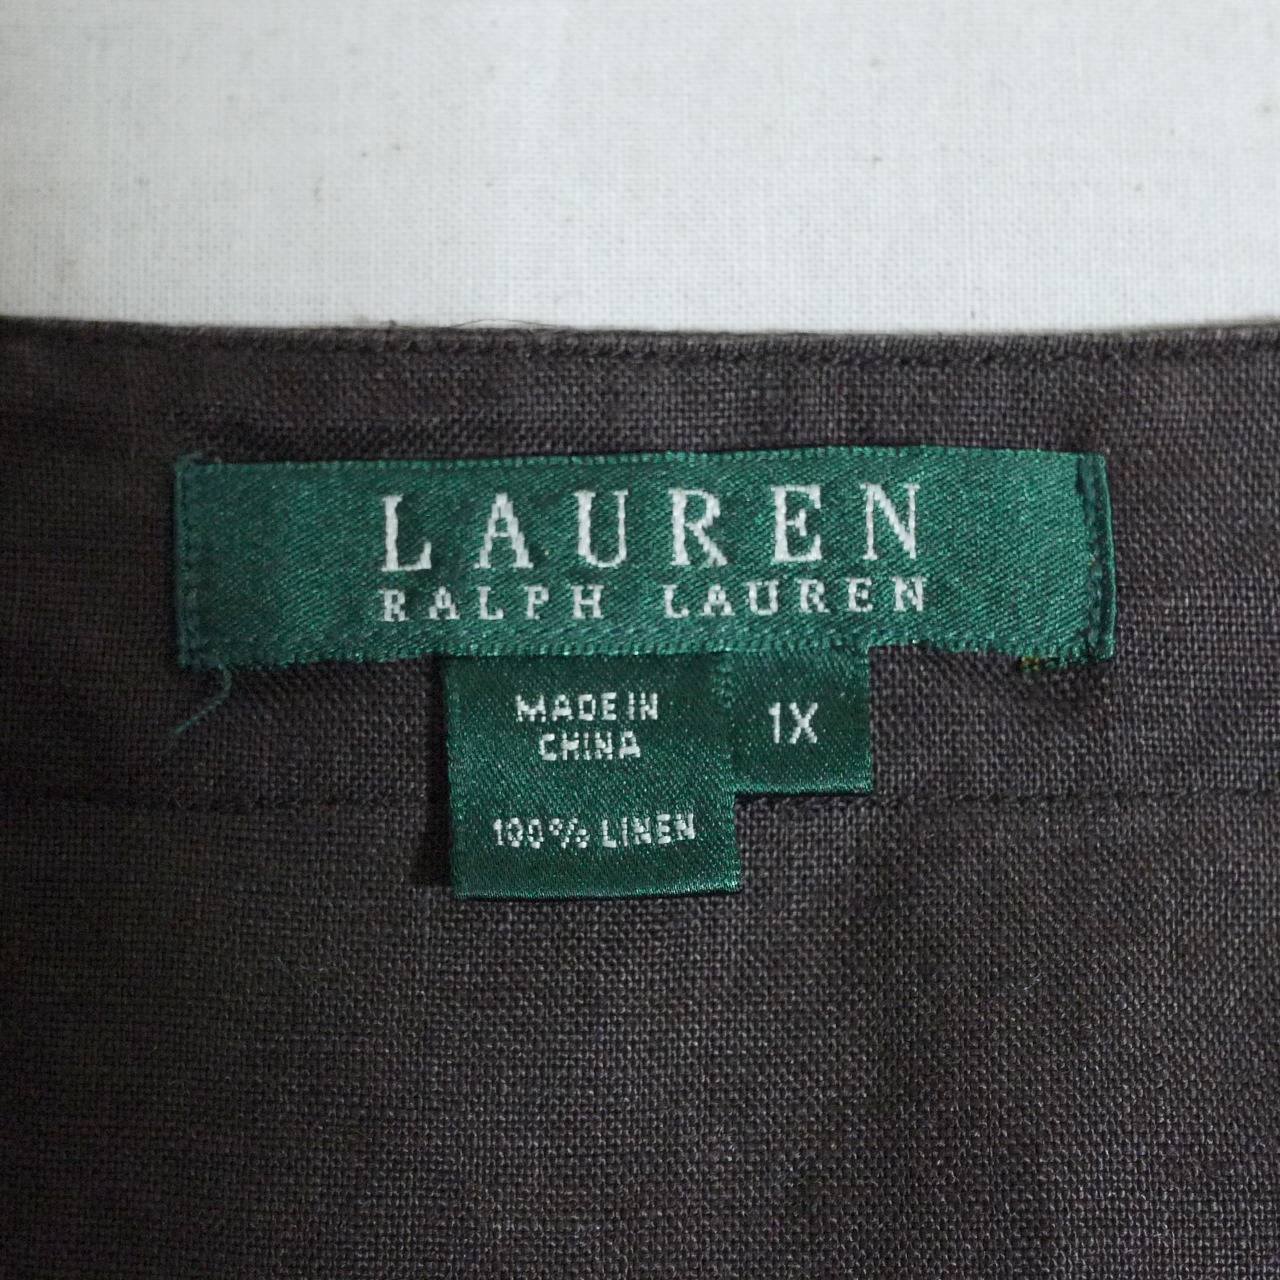 LAUREN
RALPH LAUREN
MADE IN
CHINA
1X
100% LINEN